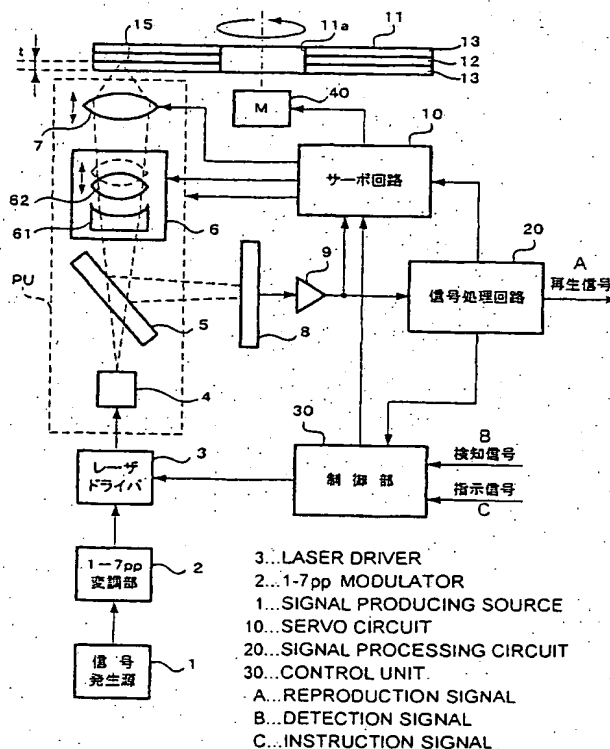 15
11a
11
13
12
13
t
40
M
10
7
サーボ回路
62
61
6
20
A
再生信号
信号処理回路
9
PU
5
8
4
30
B
検知信号
制御部
指示信号
C
3
レーザ
ドライバ
1-7pp
変調部
2
信号
発生源
1
3...LASER DRIVER
2...1-7pp MODULATOR
1...SIGNAL PRODUCING SOURCE
10...SERVO CIRCUIT
20...SIGNAL PROCESSING CIRCUIT
30...CONTROL UNIT
A...REPRODUCTION SIGNAL
B...DETECTION SIGNAL
C...INSTRUCTION SIGNAL